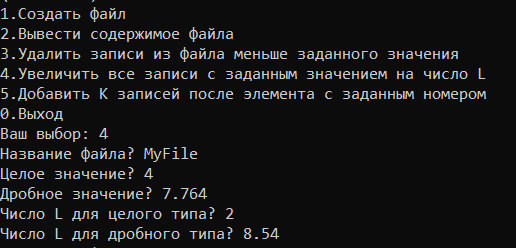 1.Создать файл
2.Вывести содержимое файла
3.Удалить записи из файла меньше заданного значения
4.Увеличить все записи с заданным значением на число L
5.Добавить K записей после элемента с заданным номером
0.Выход
Ваш выбор: 4
Название файла? MyFile
Целое значение? 4
Дробное значение? 7.764
Число L для целого типа? 2
Число L для дробного типа? 8.54